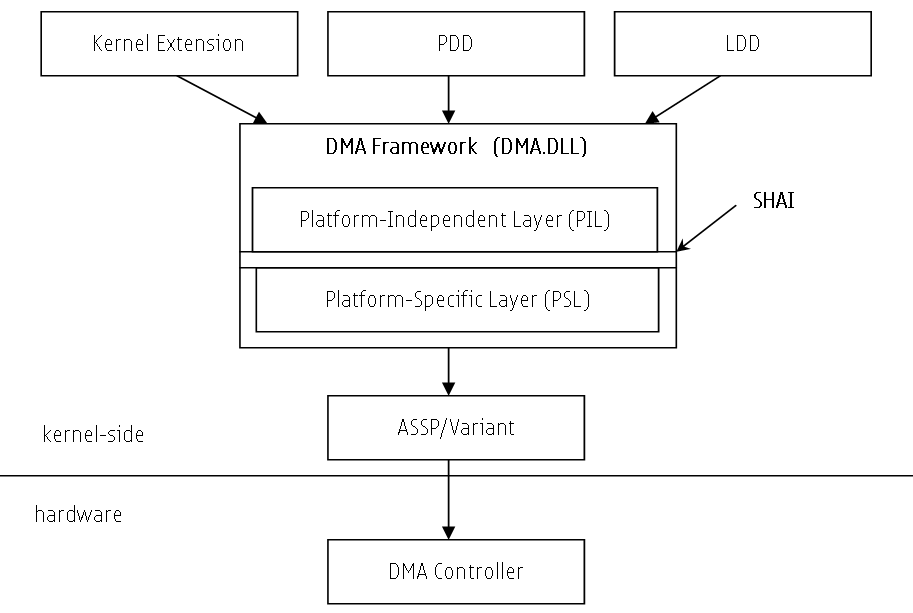 Kernel Extension
PDD
LDD
DMA Framework (DMA.DLL)
Platform-Independent Layer (PIL)
SHAI
Platform-Specific Layer (PSL)
ASSP/Variant
kernel-side
hardware
DMA Controller